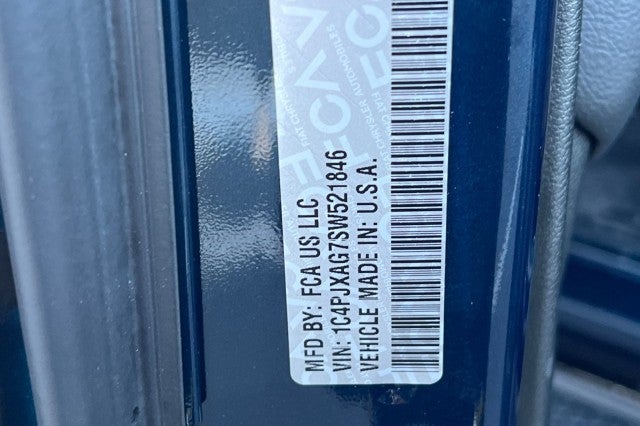 MFD BY: FCA US LLC
VIN: 1C4PJXAG7SW521846
VEHICLE MADE IN: U.S.A.